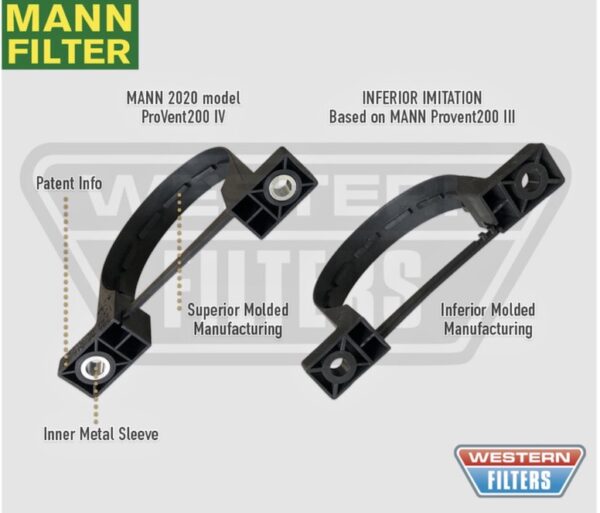 MANN
FILTER
MANN 2020 model
ProVent200 IV
INFERIOR IMITATION
Based on MANN Provent200 III
Patent Info
WESTERN
FILTERS
Superior Molded
Manufacturing
Inferior Molded
Manufacturing
Inner Metal Sleeve
WESTERN
FILTERS